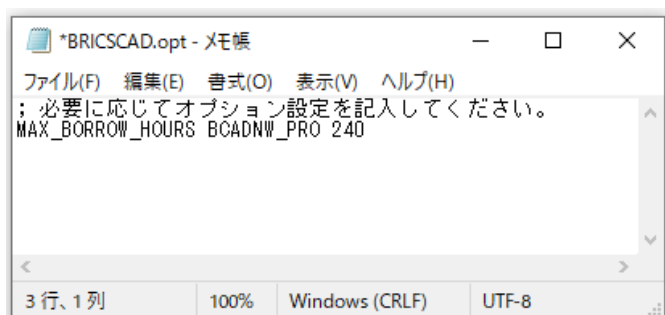 *BRICSCAD.opt - メモ帳
ファイル(F) 編集(E) 書式(O) 表示(V) ヘルプ(H)
; 必要に応じてオプション設定を記入してください。
MAX_BORROW_HOURS BCADNW_PRO 240
3 行、1 列 100% Windows (CRLF) UTF-8